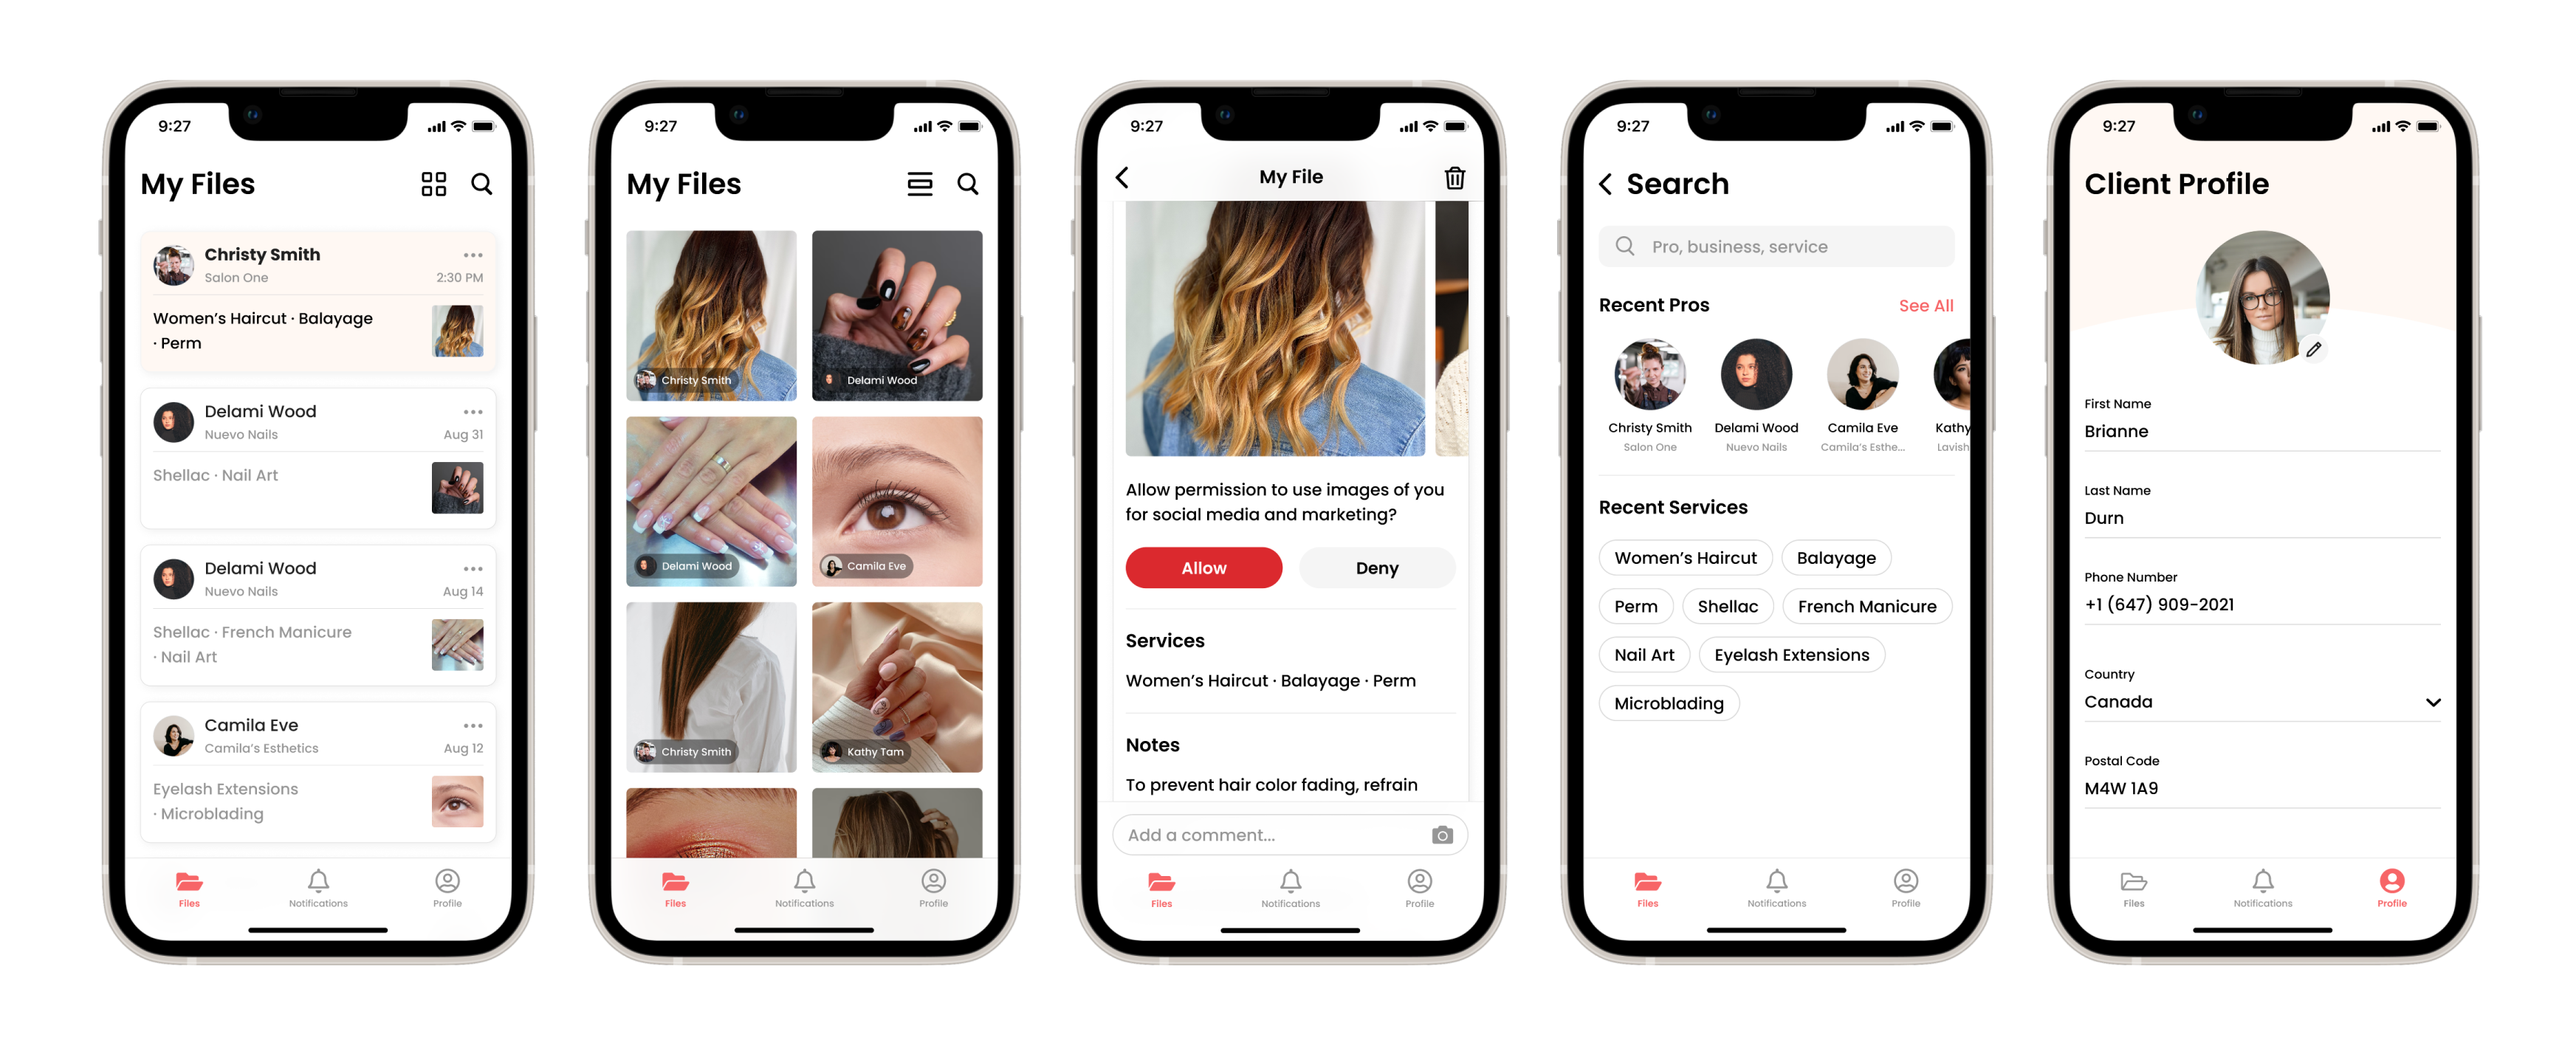 9:27
My Files
Christy Smith
Salon One
2:30 PM
Women's Haircut · Balayage
· Perm
Delami Wood
Nuevo Nails
Aug 31
Shellac · Nail Art
Delami Wood
Nuevo Nails
Aug 14
Shellac · French Manicure
· Nail Art
Camila Eve
Camila's Esthetics
Aug 12
Eyelash Extensions
· Microblading
Files
Notifications
Profile
9:27
My Files
Christy Smith
Delami Wood
Delami Wood
Camila Eve
Christy Smith
Kathy Tam
Files
Notifications
Profile
9:27
My File
Allow permission to use images of you
for social media and marketing?
Allow
Deny
Services
Women's Haircut · Balayage · Perm
Notes
To prevent hair color fading, refrain
Add a comment...
Files
Notifications
Profile
9:27
Search
Pro, business, service
Recent Pros
See All
Christy Smith
Salon One
Delami Wood
Nuevo Nails
Camila Eve
Camila's Esthe...
Kathy
Lavish
Recent Services
Women's Haircut
Balayage
Perm
Shellac
French Manicure
Nail Art
Eyelash Extensions
Microblading
Files
Notifications
Profile
9:27
Client Profile
First Name
Brianne
Last Name
Durn
Phone Number
+1 (647) 909-2021
Country
Canada
Postal Code
M4W 1A9
Files
Notifications
Profile